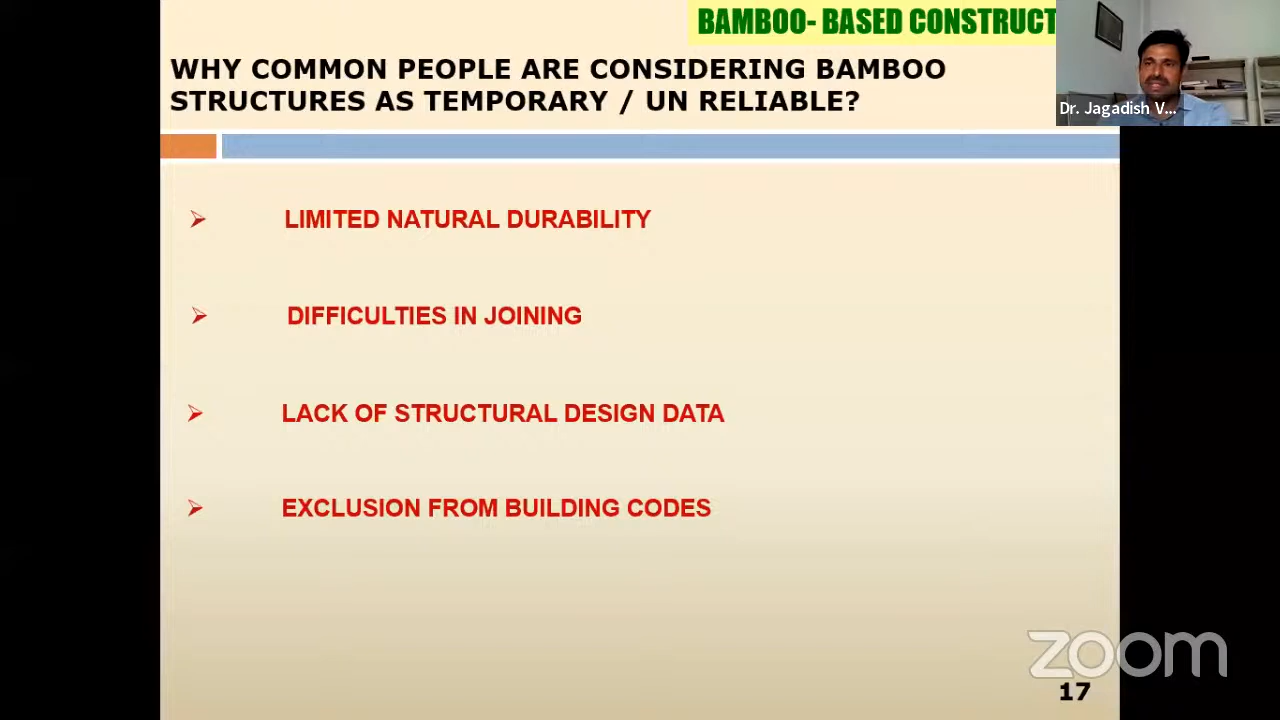 BAMBOO- BASED CONSTRUCT
WHY COMMON PEOPLE ARE CONSIDERING BAMBOO
STRUCTURES AS TEMPORARY / UN RELIABLE?
Dr. Jagadish V...
LIMITED NATURAL DURABILITY
DIFFICULTIES IN JOINING
LACK OF STRUCTURAL DESIGN DATA
EXCLUSION FROM BUILDING CODES
zoom
17